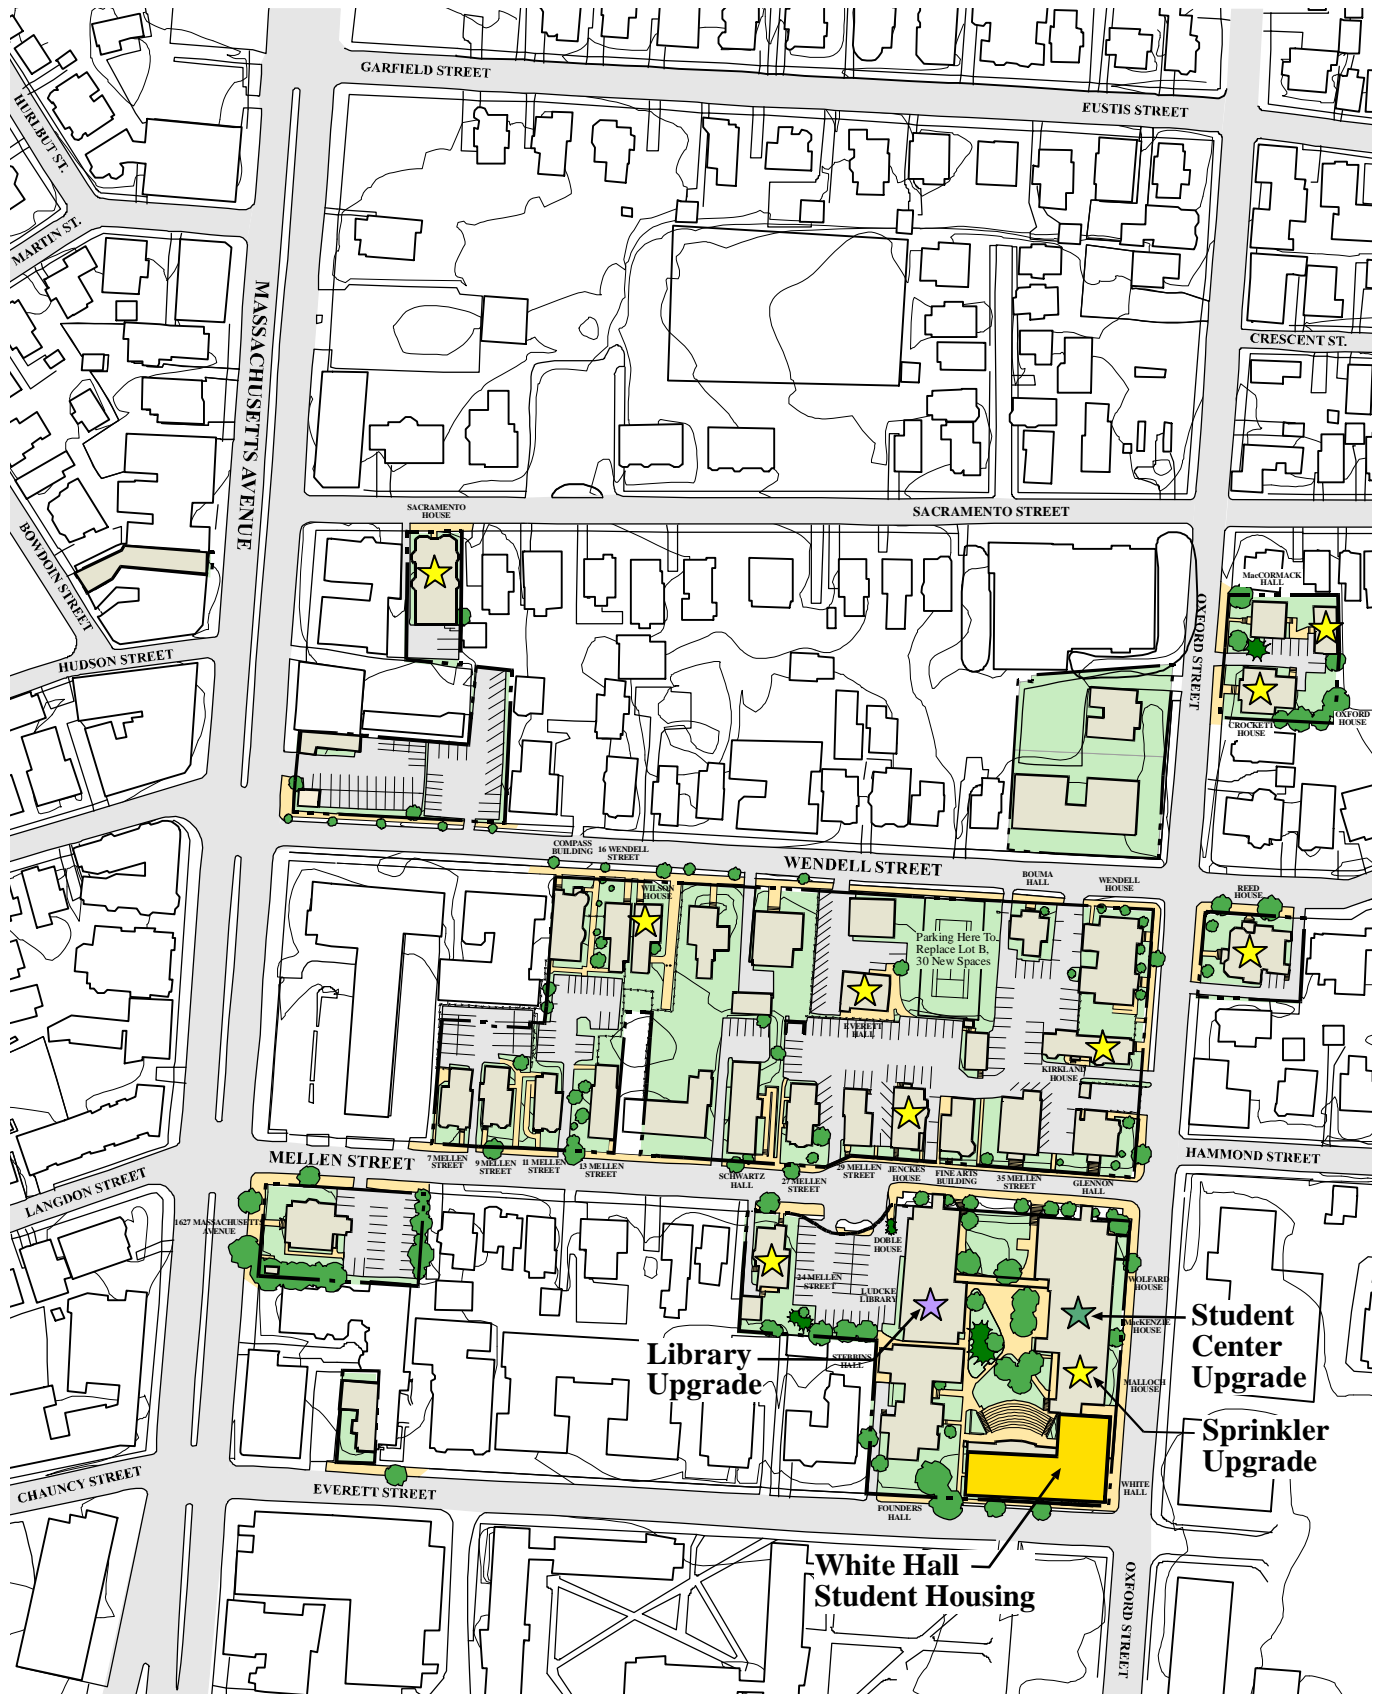 GARFIELD STREET
EUSTIS STREET
HURLBUT ST.
MARTIN ST.
MASSACHUSETTS AVENUE
CRESCENT ST.
SACRAMENTO
HOUSE
SACRAMENTO STREET
BOWDOIN STREET
MacCORMACK
HALL
OXFORD STREET
HUDSON STREET
CROCKETT
HOUSE
OXFORD
HOUSE
COMPASS
BUILDING
16 WENDELL
STREET
WENDELL STREET
WILSON
HOUSE
BOUMA
HALL
WENDELL
HOUSE
REED
HOUSE
Parking Here To
Replace Lot B,
30 New Spaces
EVERETT
HALL
KIRKLAND
HOUSE
MELLEN STREET
7 MELLEN
STREET
9 MELLEN
STREET
11 MELLEN
STREET
13 MELLEN
STREET
SCHWARTZ
HALL
27 MELLEN
STREET
29 MELLEN
STREET
JENCKES
HOUSE
FINE ARTS
BUILDING
35 MELLEN
STREET
GLENNON
HALL
HAMMOND STREET
LANGDON STREET
1627 MASSACHUSETTS
AVENUE
DOBLE
HOUSE
24 MELLEN
STREET
LUDCKE
LIBRARY
WOLFARD
HOUSE
MacKENZIE
HOUSE
Student
Center
Upgrade
Library
Upgrade
STEBBINS
HALL
MALLOCH
HOUSE
Sprinkler
Upgrade
CHAUNCY STREET
EVERETT STREET
FOUNDERS
HALL
WHITE
HALL
White Hall
Student Housing
OXFORD STREET